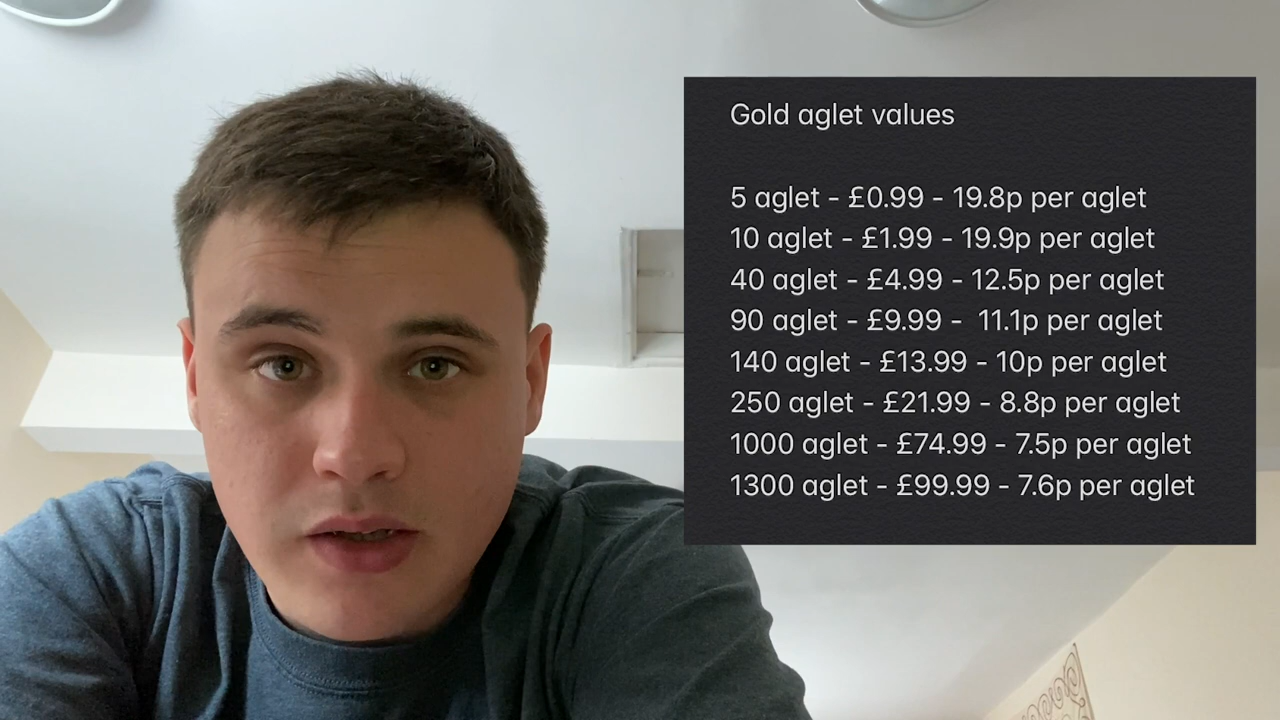 Gold aglet values
5 aglet - £0.99 - 19.8p per aglet
10 aglet - £1.99 - 19.9p per aglet
40 aglet - £4.99 - 12.5p per aglet
90 aglet - £9.99 -  11.1p per aglet
140 aglet - £13.99 - 10p per aglet
250 aglet - £21.99 - 8.8p per aglet
1000 aglet - £74.99 - 7.5p per aglet
1300 aglet - £99.99 - 7.6p per aglet